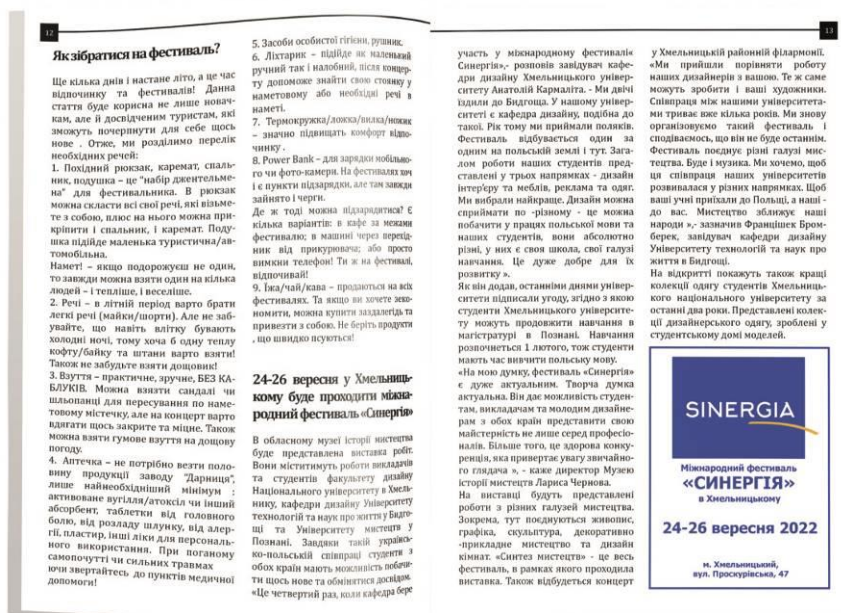 12
Як зібратися на фестиваль?
Ще кілька днів і настане літо, а це час
відпочинку та фестивалів! Данна
стаття буде корисна не лише новач-
кам, але й досвідченим туристам, які
зможуть почерпнути для себе щось
нове . Отже, ми розділимо перелік
необхідних речей:
1. Похідний рюкзак, каремат, спаль-
ник, подушка – це "набір джентельме-
на" для фестивальника. В рюкзак
можна скласти всі свої речі, які візьме-
те з собою, плюс на нього можна при-
кріпити і спальник, і каремат. Поду-
шка підійде маленька туристична/ав-
томобільна.
Намет! – якщо подорожуєш не один,
то завжди можна взяти один на кілька
людей – і тепліше, і веселіше.
2. Речі – в літній період варто брати
легкі речі (майки/шорти). Але не заб-
увайте, що навіть влітку бувають
холодні ночі, тому хоча б одну теплу
кофту/байку та штани варто взяти!
Також не забудьте взяти дощовик!
3. Взуття – практичне, зручне, БЕЗ КА-
БЛУКІВ. Можна взяти сандалі чи
шльопанці для пересування по наме-
товому містечку, але на концерт варто
вдягати щось закрите та міцне. Також
можна взяти гумове взуття на дощову
погоду.
4. Аптечка – не потрібно везти поло-
вину продукції заводу "Дарниця",
лише найнеобхідніший мінімум :
активоване вугілля/атоксіл чи інший
абсорбент, таблетки від головного
болю, від розладу шлунку, від алер-
гії, пластир, інші ліки для персональ-
ного використання. При поганому
самопочутті чи сильних травмах
ючи звертайтесь до пунктів медичної
допомоги!
5. Засоби особистої гігієни, рушник.
6. Ліхтарик – підійде як маленький
ручний так і налобний, після концер-
ту допоможе знайти свою стоянку у
наметовому або необхідні речі в
наметі.
7. Термокружка/ложка/вилка/ножик
– значно підвищать комфорт відпо-
чинку .
8. Power Bank – для зарядки мобільно-
го чи фото-камери. На фестивалях хоч
і є пункти підзарядки, але там завжди
зайнято і черги.
Де ж тоді можна підзарядитися? Є
кілька варіантів: в кафе за межами
фестивалю; в машині через перехід-
ник від прикурювача; або просто
вимкни телефон! Ти ж на фестивалі,
відпочивай!
9. Їжа/чай/кава – продаються на всіх
фестивалях. Та якщо ви хочете зеко-
номити, можна купити заздалегідь та
привезти з собою. Не беріть продукти
, що швидко псуються!
24-26 вересня у Хмельниць-
кому буде проходити міжна-
родний фестиваль «Синергія»
В обласному музеї історії мистецтва
буде представлена виставка робіт.
Вони міститимуть роботи викладачів
та студентів факультету дизайну
Національного університету в Хмель-
нику, кафедри дизайну Університету
технологій та наук про життя у Бидго-
щі та Університету мистецтв у
Познані. Завдяки такій українсь-
ко-польській співпраці студенти з
обох країн мають можливість побачи-
ти щось нове та обмінятися досвідом.
«Це четвертий раз, коли кафедра бере
13
участь у міжнародному фестивалі«
Синергія»,- розповів завідувач кафе-
дри дизайну Хмельницького універ-
ситету Анатолій Кармаліта. - Ми двічі
їздили до Бидгоща. У нашому універ-
ситеті є кафедра дизайну, подібна до
такої. Рік тому ми приймали поляків.
Фестиваль відбувається один за
одним на польській землі і тут. Зага-
лом роботи наших студентів пред-
ставлені у трьох напрямках - дизайн
інтер'єру та меблів, реклама та одяг.
Ми вибрали найкраще. Дизайн можна
сприймати по -різному - це можна
побачити у працях польської мови та
наших студентів, вони абсолютно
різні, у них є своя школа, свої галузі
навчання. Це дуже добре для їх
розвитку ».
Як він додав, останніми днями універ-
ситети підписали угоду, згідно з якою
студенти Хмельницького університе-
ту можуть продовжити навчання в
магістратурі в Познані. Навчання
розпочнеться 1 лютого, тож студенти
мають час вивчити польську мову.
«На мою думку, фестиваль «Синергія»
є дуже актуальним. Творча думка
актуальна. Він дає можливість студен-
там, викладачам та молодим дизайне-
рам з обох країн представити свою
майстерність не лише серед професіо-
налів. Більше того, це здорова конку-
ренція, яка привертає увагу звичайно-
го глядача », - каже директор Музею
історії мистецтв Лариса Чернова.
На виставці будуть представлені
роботи з різних галузей мистецтва.
Зокрема, тут поєднуються живопис,
графіка, скульптура, декоративно
-прикладне мистецтво та дизайн
кімнат. «Синтез мистецтв» - це весь
фестиваль, в рамках якого проходила
виставка. Також відбудеться концерт
у Хмельницькій районній філармонії.
«Ми прийшли порівняти роботу
наших дизайнерів з вашою. Те ж саме
можуть зробити і ваші художники.
Співпраця між нашими університета-
ми триває вже кілька років. Ми знову
організовуємо такий фестиваль і
сподіваємось, що він не буде останнім.
Фестиваль поєднує різні галузі мис-
тецтва. Буде і музика. Ми хочемо, щоб
ця співпраця наших університетів
розвивалася у різних напрямках. Щоб
ваші учні приїхали до Польщі, а наші -
до вас. Мистецтво зближує наші
народи »,- зазначив Францішек Бром-
берек, завідувач кафедри дизайну
Університету технологій та наук про
життя в Бидгощі.
На відкритті покажуть також кращі
колекції одягу студентів Хмельниць-
кого національного університету за
останні два роки. Представлені колек-
ції дизайнерського одягу, зроблені у
студентському домі моделей.
SINERGIA
Міжнародний фестиваль
«СИНЕРГІЯ»
в Хмельницькому
24-26 вересня 2022
м. Хмельницький,
вул. Проскурівська, 47